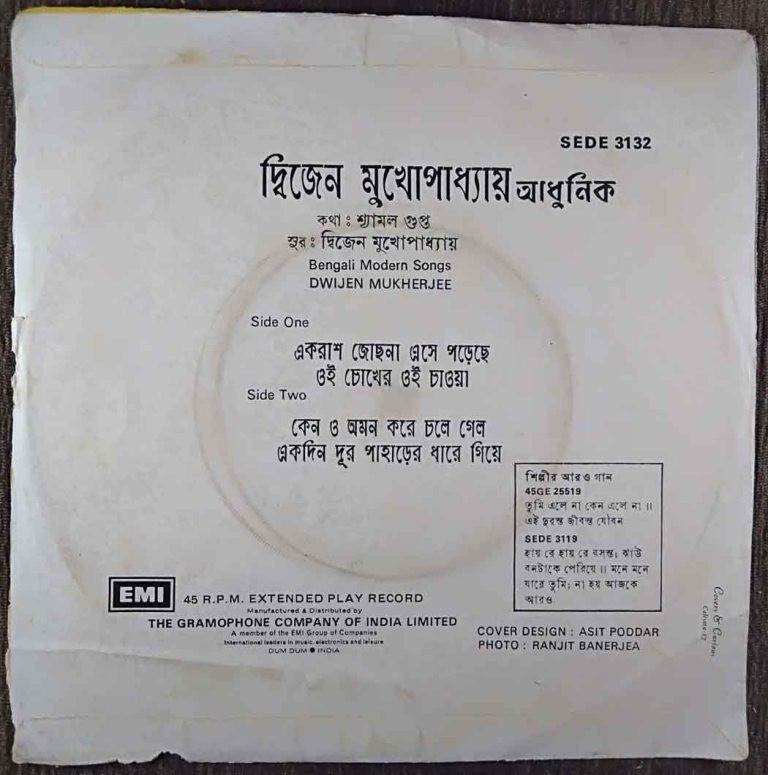 SEDE 3132
দ্বিজেন মুখোপাধ্যায় আধুনিক
কথা : শ্যামল গুপ্ত
সুর : দ্বিজেন মুখোপাধ্যায়
Bengali Modern Songs
DWIJEN MUKHERJEE
Side One
একরাশ জোছনা এসে পড়েছে
ওই চোখের ওই চাওয়া
Side Two
কেন ও অমন করে চলে গেল
একদিন দূর পাহাড়ের ধারে গিয়ে
শিল্পীর আরও গান
45GE 25519
তুমি এলে না কেন এলে না ॥
এই দুরন্ত জীবন্ত যৌবন
SEDE 3119
হায় রে হায় রে বসন্ত; ঝাউ
বনটাকে পেরিয়ে ॥ মনে মনে
যারে তুমি; না হয় আজকে
আরও
EMI
45 R.P.M. EXTENDED PLAY RECORD
Manufactured & Distributed by
THE GRAMOPHONE COMPANY OF INDIA LIMITED
A member of the EMI Group of Companies
International leaders in music, electronics and leisure
DUM DUM ● INDIA
COVER DESIGN : ASIT PODDAR
PHOTO : RANJIT BANERJEA